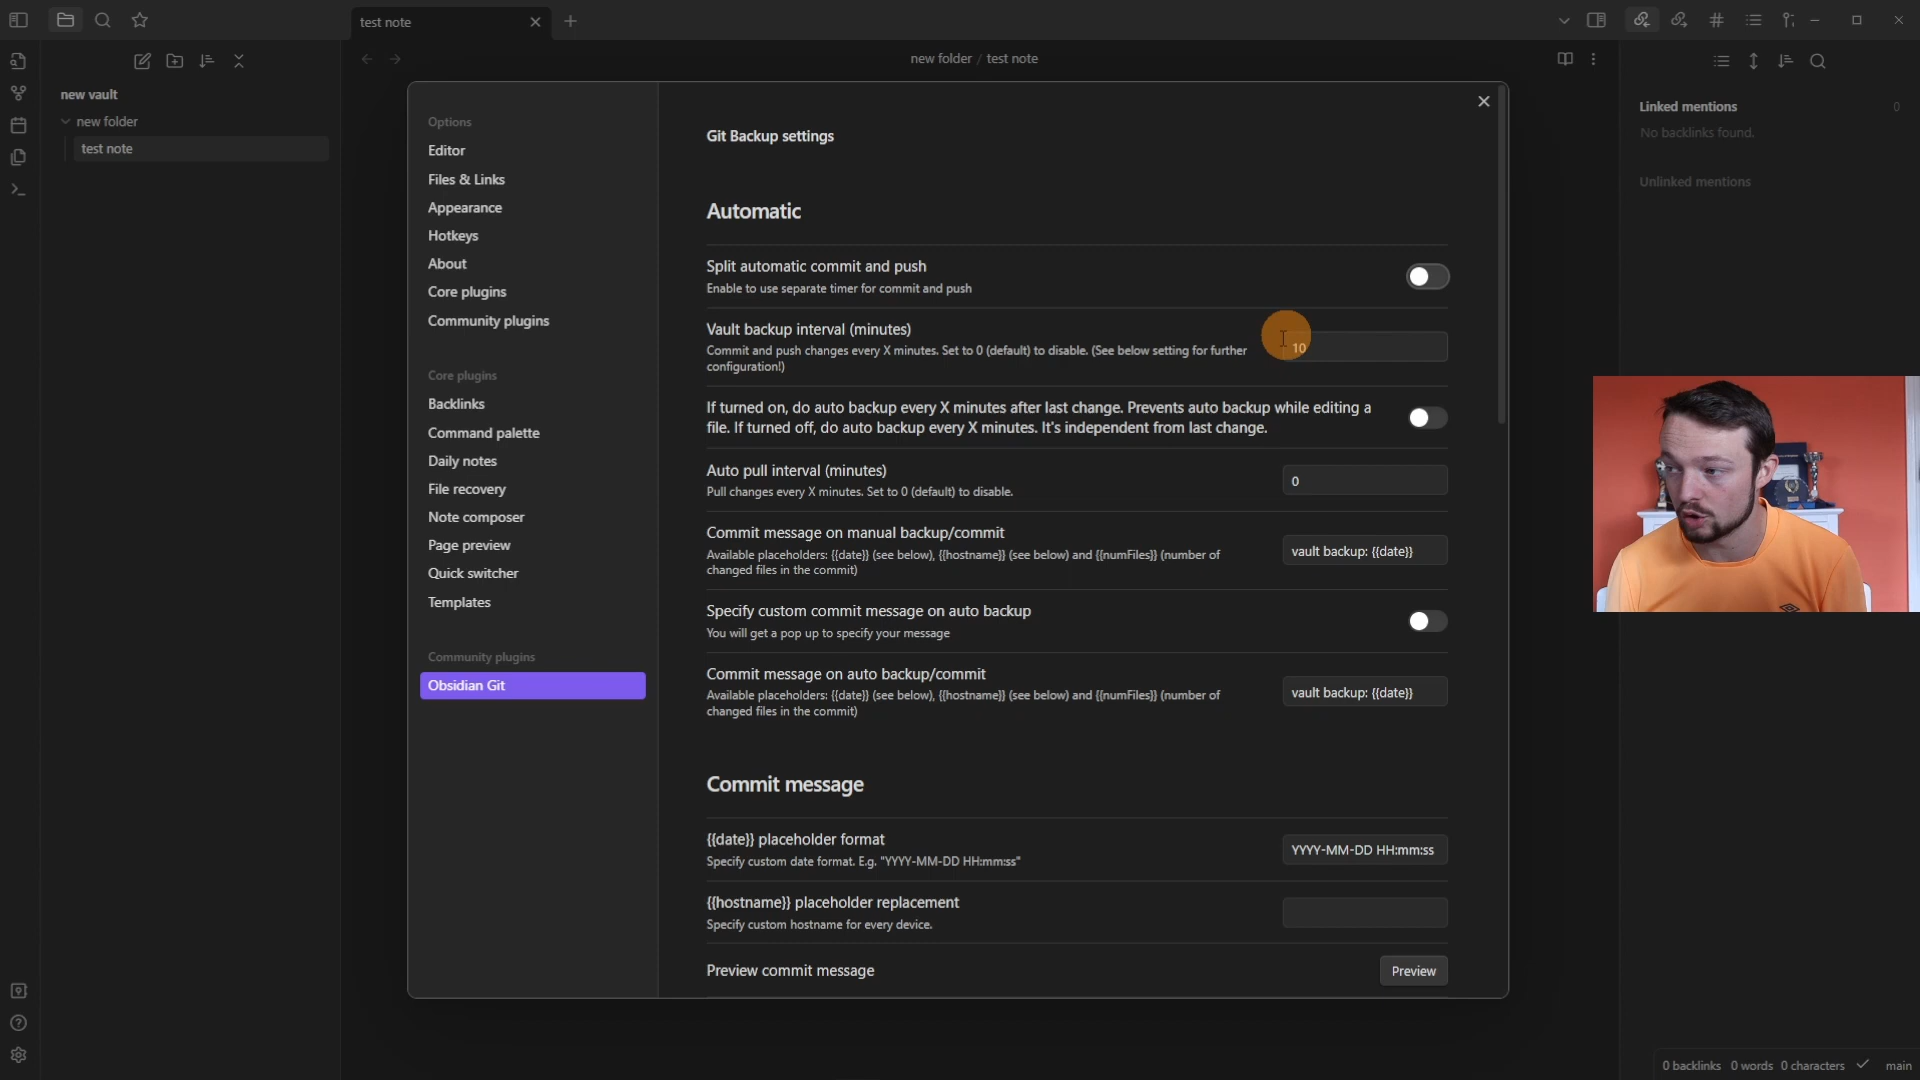 test note
new folder / test note
new vault
new folder
test note
Options
Editor
Files & Links
Appearance
Hotkeys
About
Core plugins
Community plugins
Core plugins
Backlinks
Command palette
Daily notes
File recovery
Note composer
Page preview
Quick switcher
Templates
Community plugins
Obsidian Git
Git Backup settings
Automatic
Split automatic commit and push
Enable to use separate timer for commit and push
Vault backup interval (minutes)
Commit and push changes every X minutes. Set to 0 (default) to disable. (See below setting for further
configuration!)
10
If turned on, do auto backup every X minutes after last change. Prevents auto backup while editing a
file. If turned off, do auto backup every X minutes. It's independent from last change.
Auto pull interval (minutes)
Pull changes every X minutes. Set to 0 (default) to disable.
0
Commit message on manual backup/commit
Available placeholders: {{date}} (see below), {{hostname}} (see below) and {{numFiles}} (number of
changed files in the commit)
vault backup: {{date}}
Specify custom commit message on auto backup
You will get a pop up to specify your message
Commit message on auto backup/commit
Available placeholders: {{date}} (see below), {{hostname}} (see below) and {{numFiles}} (number of
changed files in the commit)
vault backup: {{date}}
Commit message
{{date}} placeholder format
Specify custom date format. E.g. "YYYY-MM-DD HH:mm:ss"
YYYY-MM-DD HH:mm:ss
{{hostname}} placeholder replacement
Specify custom hostname for every device.
Preview commit message
Preview
Linked mentions 0
No backlinks found.
Unlinked mentions
0 backlinks 0 words 0 characters main